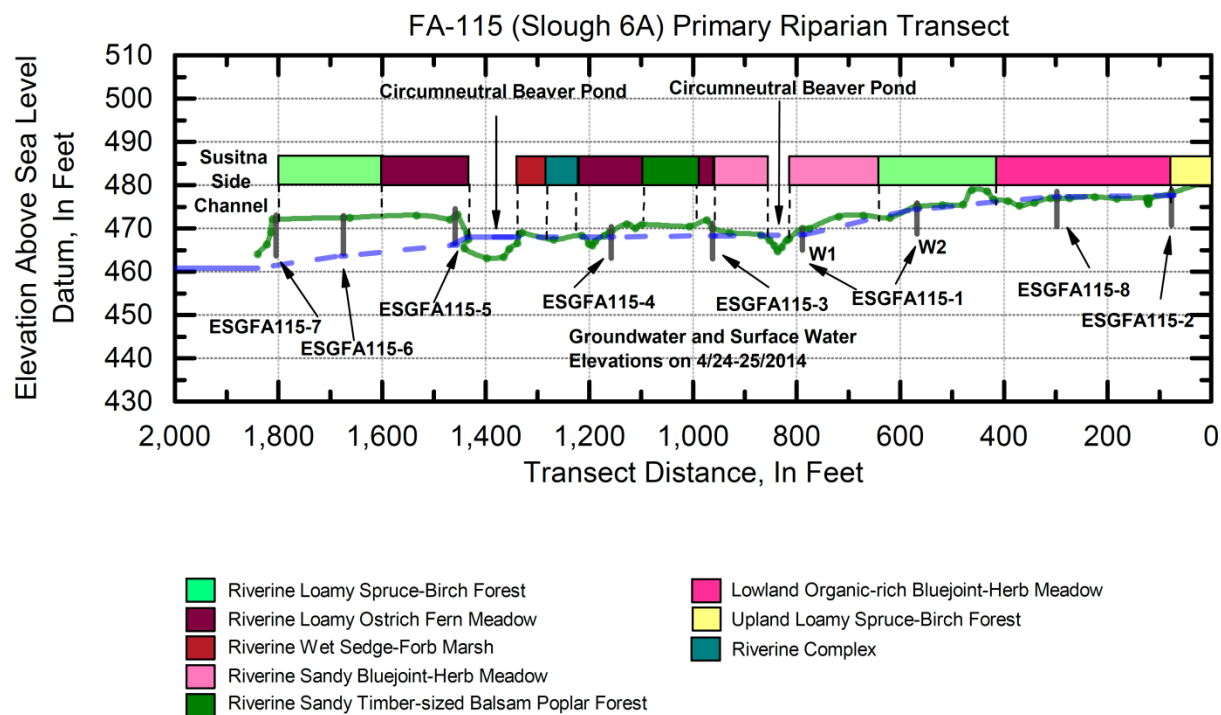 FA-115 (Slough 6A) Primary Riparian Transect
Elevation Above Sea Level
Datum, In Feet
510
500
490
480
470
460
450
440
430
Circumneutral Beaver Pond
Circumneutral Beaver Pond
Susitna
Side
Channel
W1
W2
ESGFA115-7
ESGFA115-6
ESGFA115-5
ESGFA115-4
ESGFA115-3
ESGFA115-1
ESGFA115-8
ESGFA115-2
Groundwater and Surface Water
Elevations on 4/24-25/2014
2,000
1,800
1,600
1,400
1,200
1,000
800
600
400
200
0
Transect Distance, In Feet
Riverine Loamy Spruce-Birch Forest
Riverine Loamy Ostrich Fern Meadow
Riverine Wet Sedge-Forb Marsh
Riverine Sandy Bluejoint-Herb Meadow
Riverine Sandy Timber-sized Balsam Poplar Forest
Lowland Organic-rich Bluejoint-Herb Meadow
Upland Loamy Spruce-Birch Forest
Riverine Complex